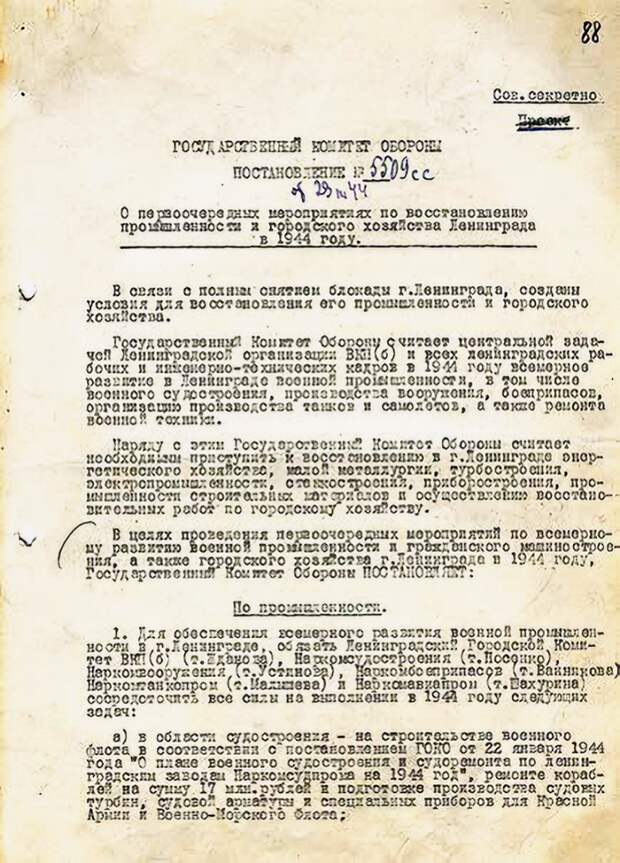 88
Сов.секретно
Проект
ГОСУДАРСТВЕННЫЙ КОМИТЕТ ОБОРОНЫ
ПОСТАНОВЛЕНИЕ № 5509сс
от 29 III 44
О первоочередных мероприятиях по восстановлению
промышленности и городского хозяйства Ленинграда
в 1944 году.
В связи с полным снятием блокады г.Ленинграда, созданы
условия для восстановления его промышленности и городского
хозяйства.
Государственный Комитет Обороны считает центральной зада-
чей Ленинградской организации ВКП(б) и всех ленинградских ра-
бочих и инженерно-технических кадров в 1944 году всемерное
развитие в Ленинграде военной промышленности, в том числе
военного судостроения, производства вооружения, боеприпасов,
организацию производства танков и самолетов, а также ремонта
военной техники.
Наряду с этим Государственный Комитет Обороны считает
необходимым приступить к восстановлению в г.Ленинграде энер-
гетического хозяйства, малой металлургии, турбостроения,
электропромышленности, станкостроения, приборостроения, про-
мышленности строительных материалов и осуществлению восстано-
вительных работ по городскому хозяйству.
В целях проведения первоочередных мероприятий по всемерно-
му развитию военной промышленности и гражданского машинострое-
ния, а также городского хозяйства г.Ленинграда в 1944 году,
Государственный Комитет Обороны ПОСТАНОВЛЯЕТ:
По промышленности.
1. Для обеспечения всемерного развития военной промышлен-
ности в г.Ленинграде, обязать Ленинградский Городской Коми-
тет ВКП(б) (т.Жданова), Наркомсудостроения (т.Носенко),
Наркомвооружения (т.Устинова), Наркомбоеприпасов (т.Ванникова)
Наркомтанкопром (т.Малышева) и Наркомавиапром (т.Шахурина)
сосредоточить все силы на выполнении в 1944 году следующих
задач:
а) в области судостроения - на строительстве военного
флота в соответствии с постановлением ГОКО от 22 января 1944
года "О плане военного судостроения и судоремонта по ленин-
градским заводам Наркомсудпрома на 1944 год", ремонте кораб-
лей на сумму 17 млн.рублей и подготовке производства судовых
турбин, судовой арматуры и специальных приборов для Красной
Армии и Военно-Морского Флота;